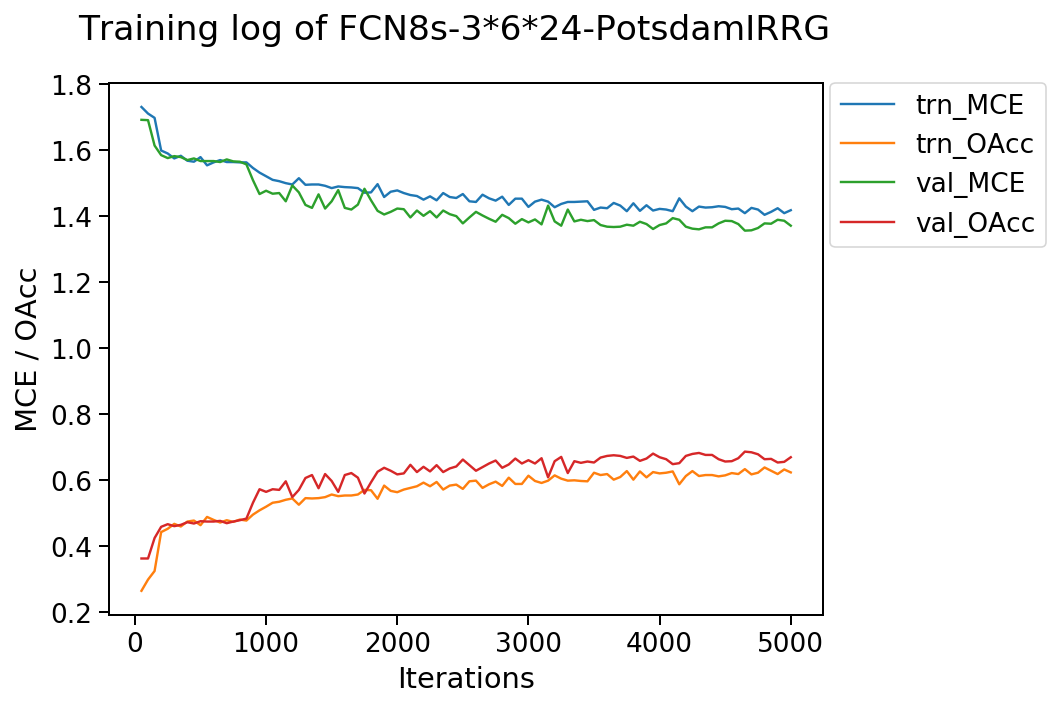 Training log of FCN8s-3*6*24-PotsdamIRRG
1.8
1.6
1.4
1.2
1.0
0.8
0.6
0.4
0.2
MCE / OAcc
0 1000 2000 3000 4000 5000
Iterations
trn_MCE
trn_OAcc
val_MCE
val_OAcc